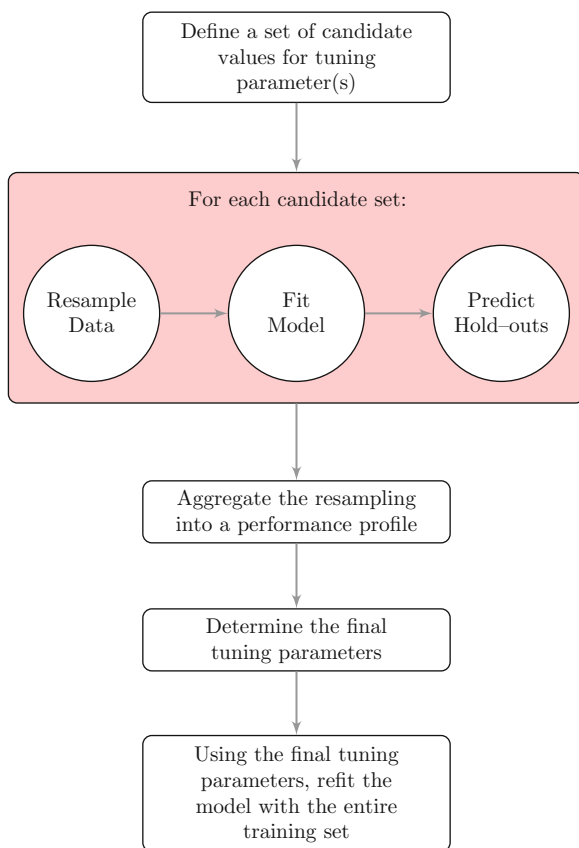 Define a set of candidate
values for tuning
parameter(s)
For each candidate set:
Resample
Data
Fit
Model
Predict
Hold–outs
Aggregate the resampling
into a performance profile
Determine the final
tuning parameters
Using the final tuning
parameters, refit the
model with the entire
training set